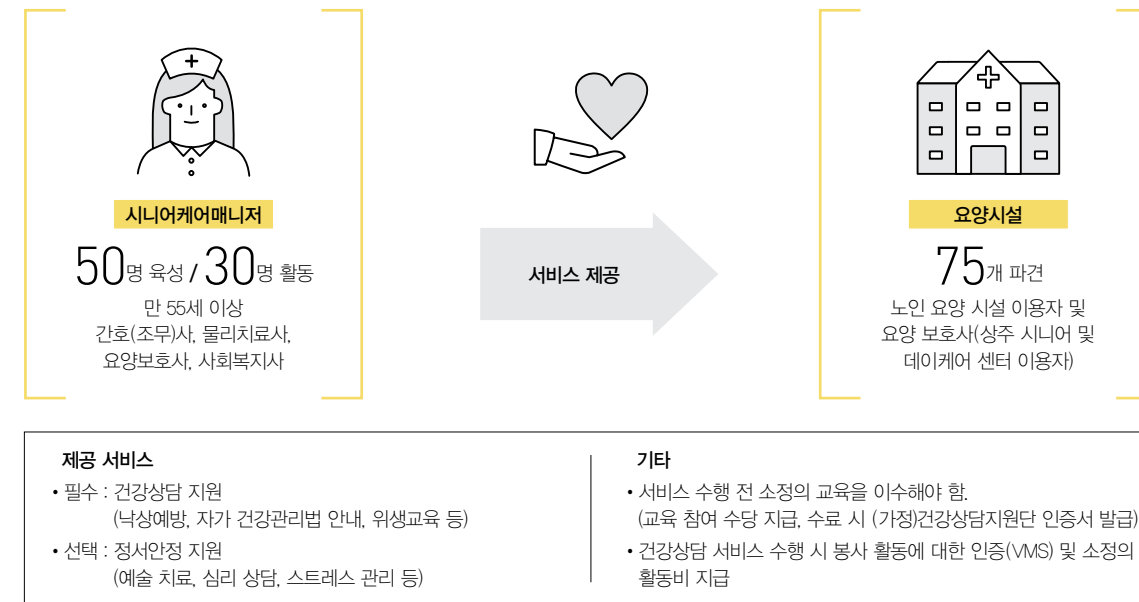 시니어케어매니저
50명 육성 / 30명 활동
만 55세 이상
간호(조무)사, 물리치료사,
요양보호사, 사회복지사
서비스 제공
요양시설
75개 파견
노인 요양 시설 이용자 및
요양 보호사(상주 시니어 및
데이케어 센터 이용자)
제공 서비스
• 필수 : 건강상담 지원
(낙상예방, 자가 건강관리법 안내, 위생교육 등)
• 선택 : 정서안정 지원
(예술 치료, 심리 상담, 스트레스 관리 등)
기타
• 서비스 수행 전 소정의 교육을 이수해야 함.
(교육 참여 수당 지급, 수료 시 (가정)건강상담지원단 인증서 발급)
• 건강상담 서비스 수행 시 봉사 활동에 대한 인증(VMS) 및 소정의
활동비 지급